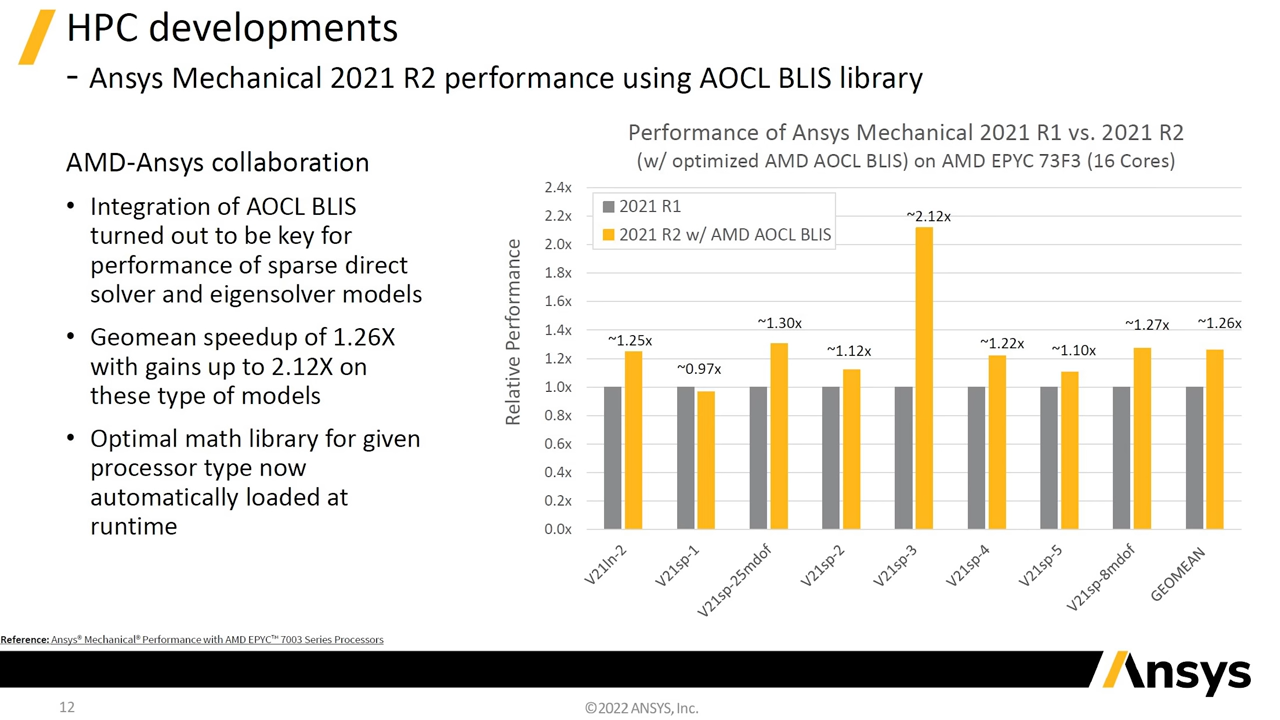 HPC developments
- Ansys Mechanical 2021 R2 performance using AOCL BLIS library
AMD-Ansys collaboration
• Integration of AOCL BLIS
turned out to be key for
performance of sparse direct
solver and eigensolver models
• Geomean speedup of 1.26X
with gains up to 2.12X on
these type of models
• Optimal math library for given
processor type now
automatically loaded at
runtime
Performance of Ansys Mechanical 2021 R1 vs. 2021 R2
(w/ optimized AMD AOCL BLIS) on AMD EPYC 73F3 (16 Cores)
Relative Performance
2.4x
2.2x
2.0x
1.8x
1.6x
1.4x
1.2x
1.0x
0.8x
0.6x
0.4x
0.2x
0.0x
2021 R1
2021 R2 w/ AMD AOCL BLIS
~1.25x
~0.97x
~1.30x
~1.12x
~2.12x
~1.22x
~1.10x
~1.27x
~1.26x
V21ln-2
V21sp-1
V21sp-25mdof
V21sp-2
V21sp-3
V21sp-4
V21sp-5
V21sp-8mdof
GEOMEAN
Reference: Ansys® Mechanical® Performance with AMD EPYC™ 7003 Series Processors
Ansys
12
©2022 ANSYS, Inc.